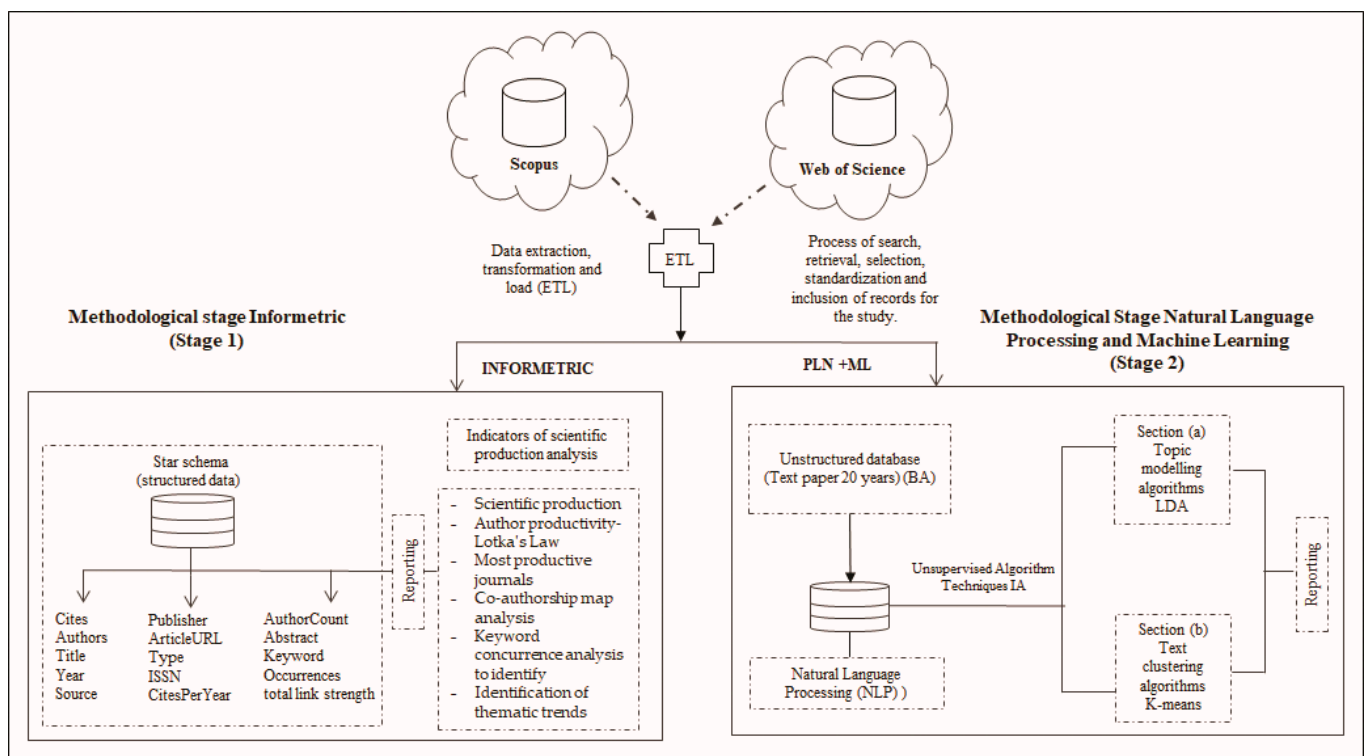 Scopus
Web of Science
Data extraction,
transformation and
load (ETL)
ETL
Process of search,
retrieval, selection,
standardization and
inclusion of records for
the study.
Methodological stage Informetric
(Stage 1)
Methodological Stage Natural Language
Processing and Machine Learning
(Stage 2)
INFORMETRIC
PLN +ML
Star schema
(structured data)
Cites
Authors
Title
Year
Source
Publisher
ArticleURL
Type
ISSN
CitesPerYear
AuthorCount
Abstract
Keyword
Occurrences
total link strength
Reporting
Indicators of scientific
production analysis
- Scientific production
- Author productivity-
Lotka's Law
- Most productive
journals
- Co-authorship map
analysis
- Keyword
concurrence analysis
to identify
- Identification of
thematic trends
Unstructured database
(Text paper 20 years) (BA)
Natural Language
Processing (NLP) )
Unsupervised Algorithm
Techniques IA
Section (a)
Topic
modelling
algorithms
LDA
Section (b)
Text
clustering
algorithms
K-means
Reporting